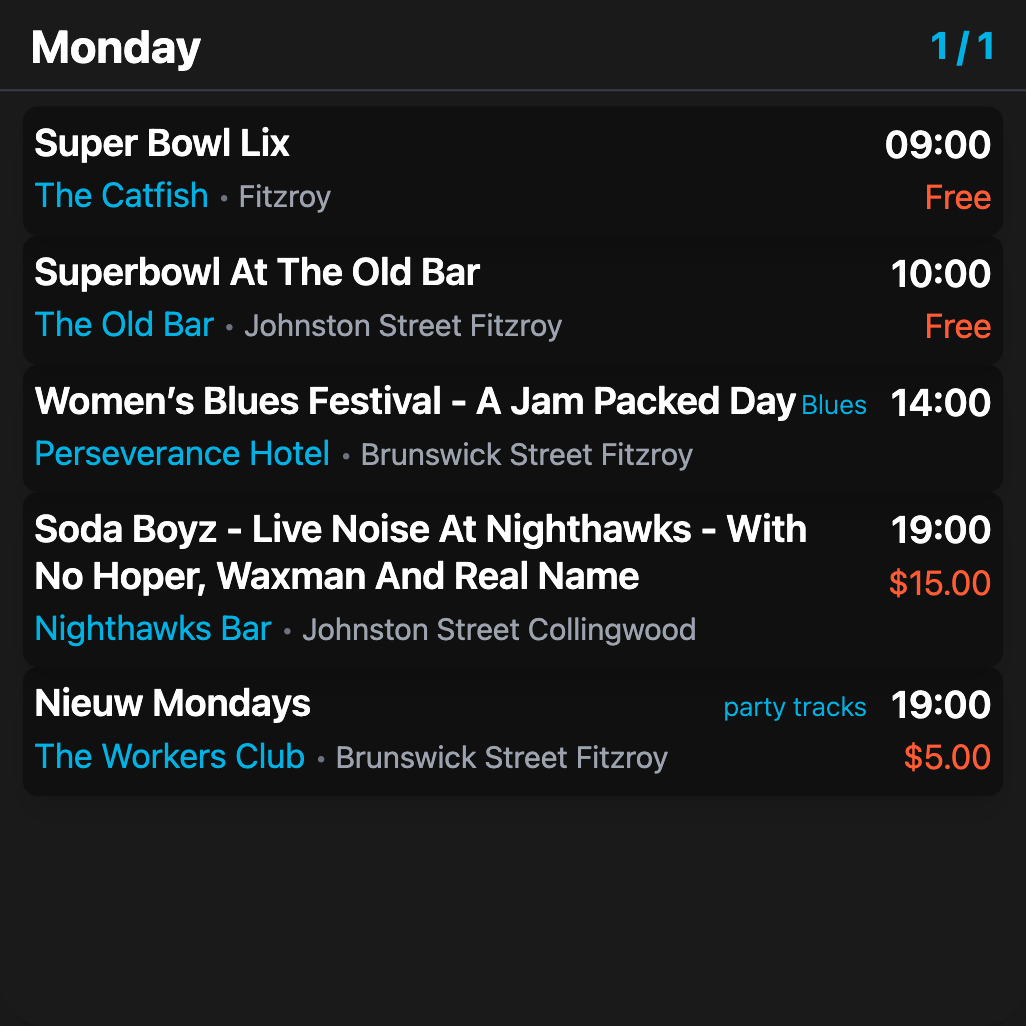 Monday 1 / 1
Super Bowl Lix 09:00
The Catfish • Fitzroy Free
Superbowl At The Old Bar 10:00
The Old Bar • Johnston Street Fitzroy Free
Women’s Blues Festival - A Jam Packed Day Blues 14:00
Perseverance Hotel • Brunswick Street Fitzroy
Soda Boyz - Live Noise At Nighthawks - With 19:00
No Hoper, Waxman And Real Name $15.00
Nighthawks Bar • Johnston Street Collingwood
Nieuw Mondays party tracks 19:00
The Workers Club • Brunswick Street Fitzroy $5.00